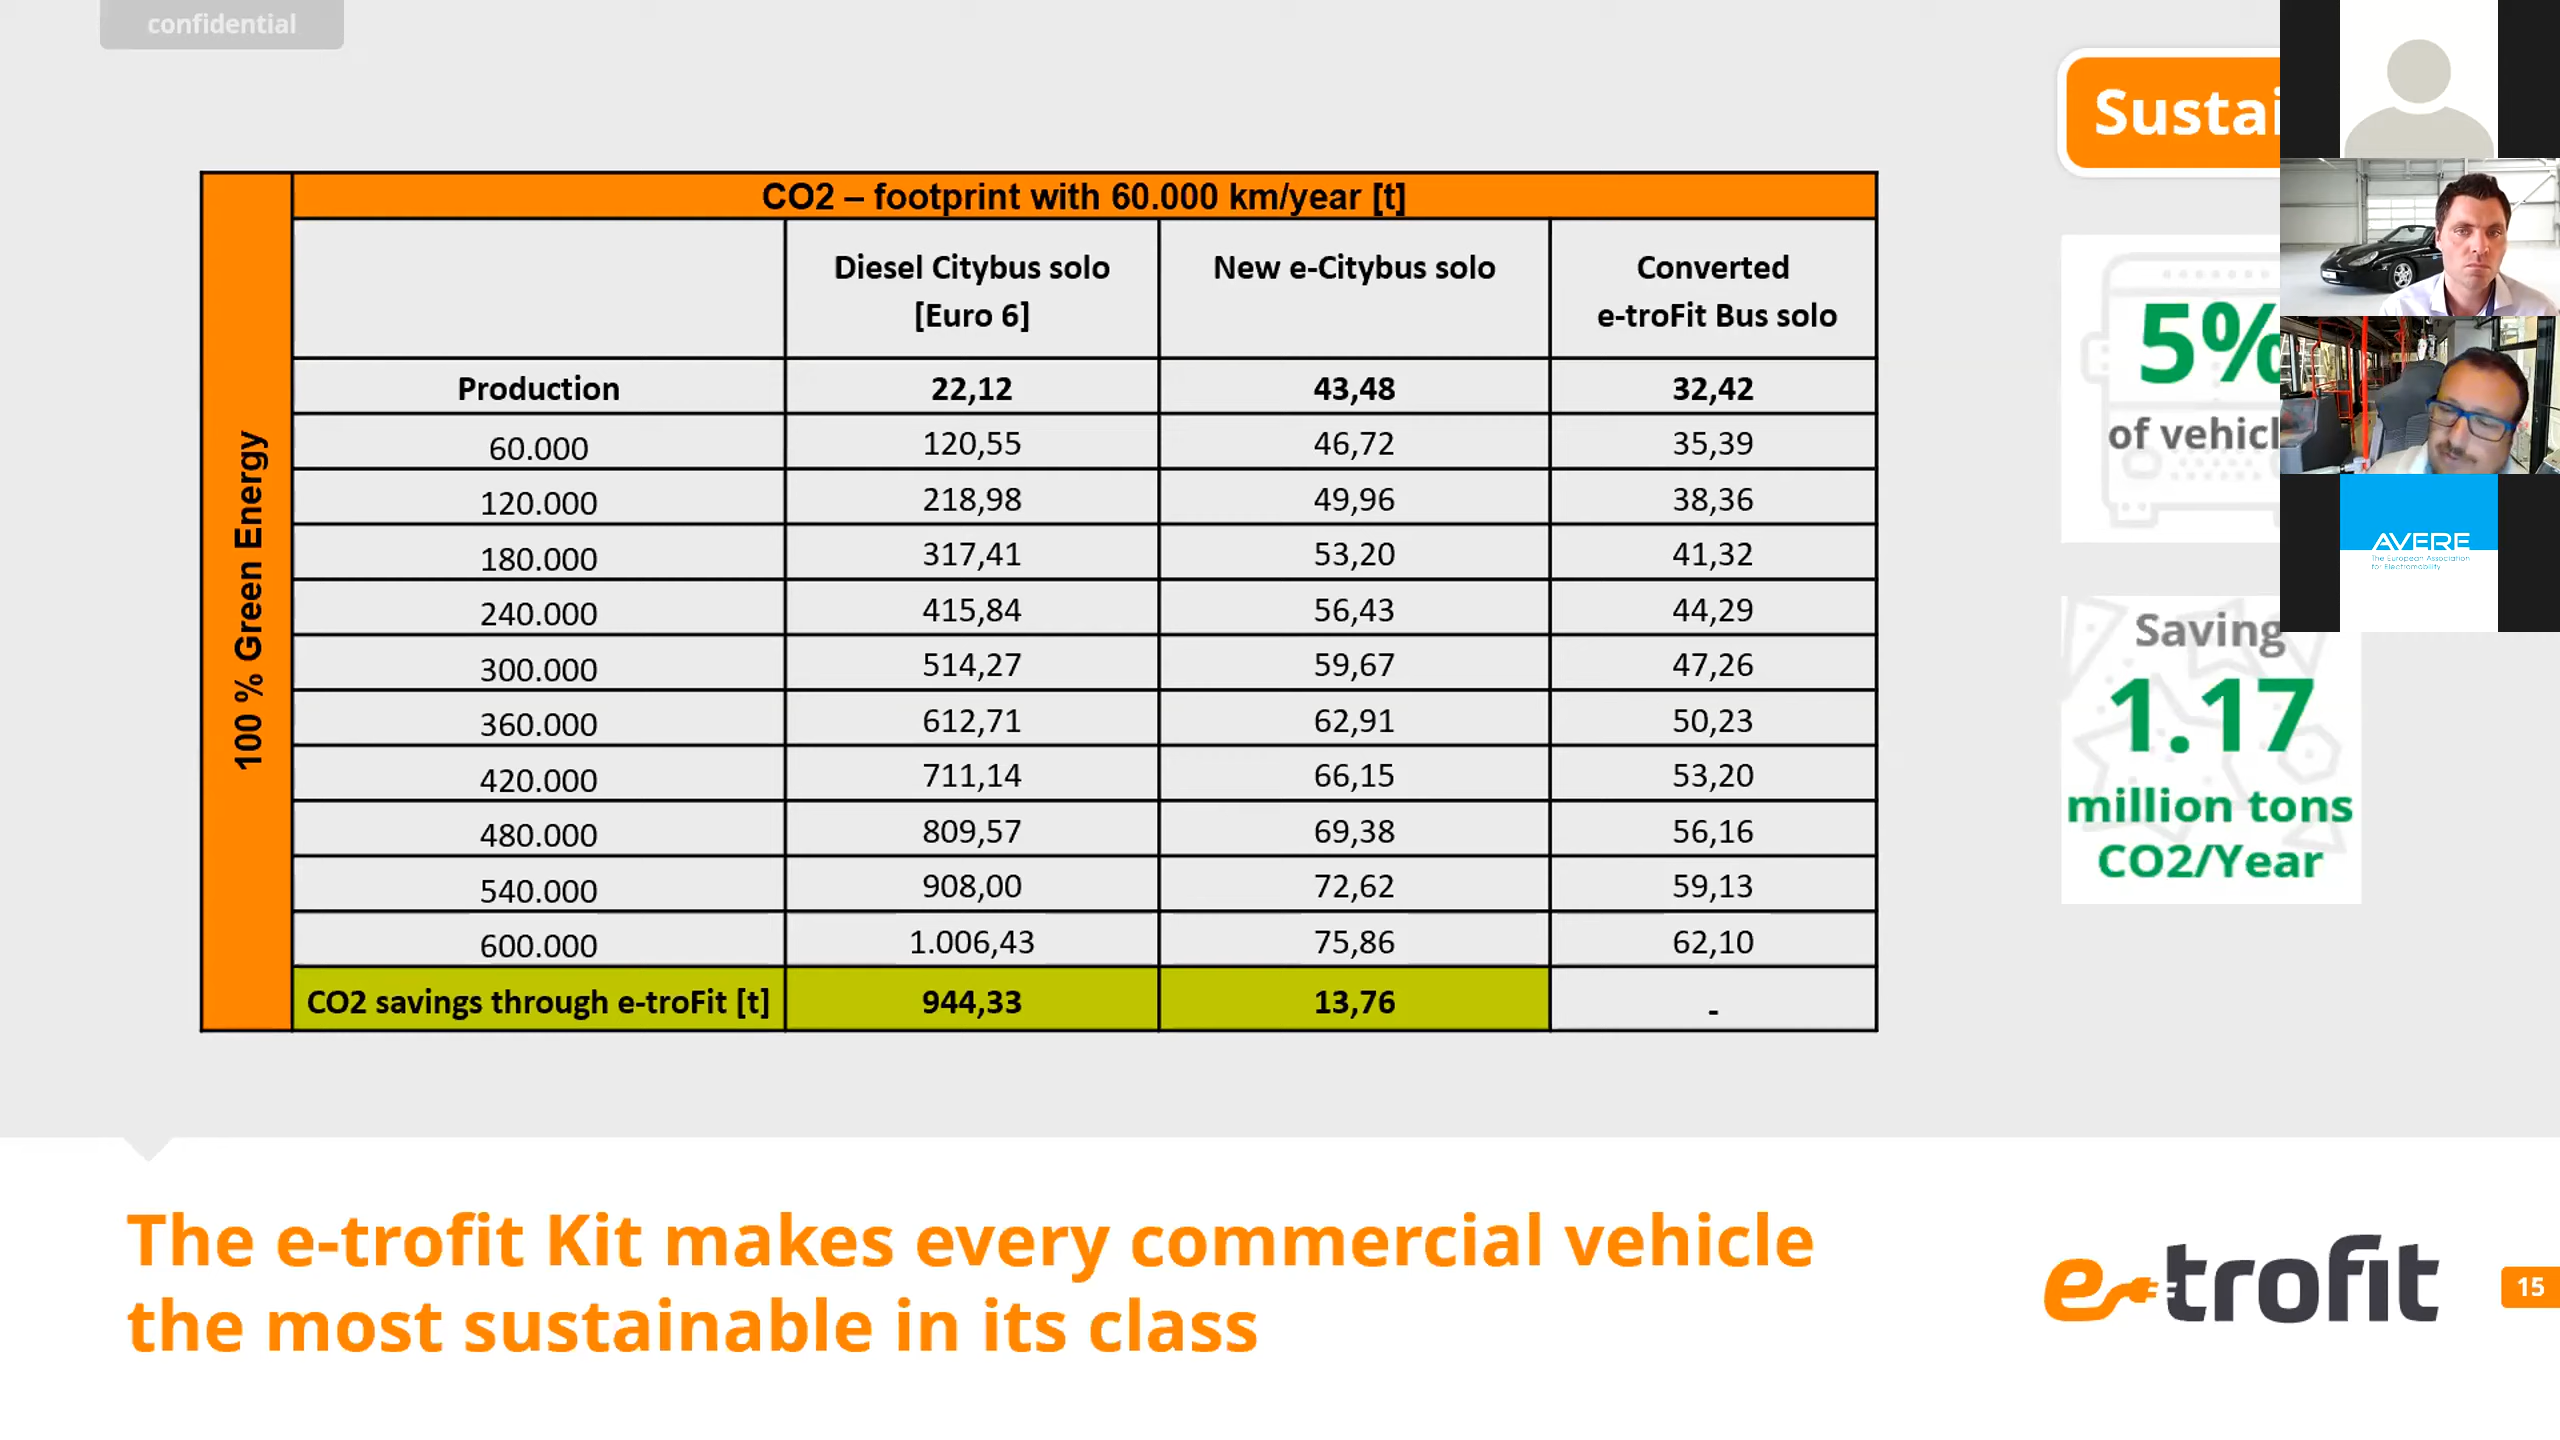 confidential
CO2 – footprint with 60.000 km/year [t]
100 % Green Energy
Diesel Citybus solo [Euro 6] New e-Citybus solo Converted e-troFit Bus solo
Production 22,12 43,48 32,42
60.000 120,55 46,72 35,39
120.000 218,98 49,96 38,36
180.000 317,41 53,20 41,32
240.000 415,84 56,43 44,29
300.000 514,27 59,67 47,26
360.000 612,71 62,91 50,23
420.000 711,14 66,15 53,20
480.000 809,57 69,38 56,16
540.000 908,00 72,62 59,13
600.000 1.006,43 75,86 62,10
CO2 savings through e-troFit [t] 944,33 13,76 -
5%
of
Saving
1.17
million tons
CO2/Year
AVERE
The European Association
for Electromobility
The e-trofit Kit makes every commercial vehicle
the most sustainable in its class
e-trofit
15